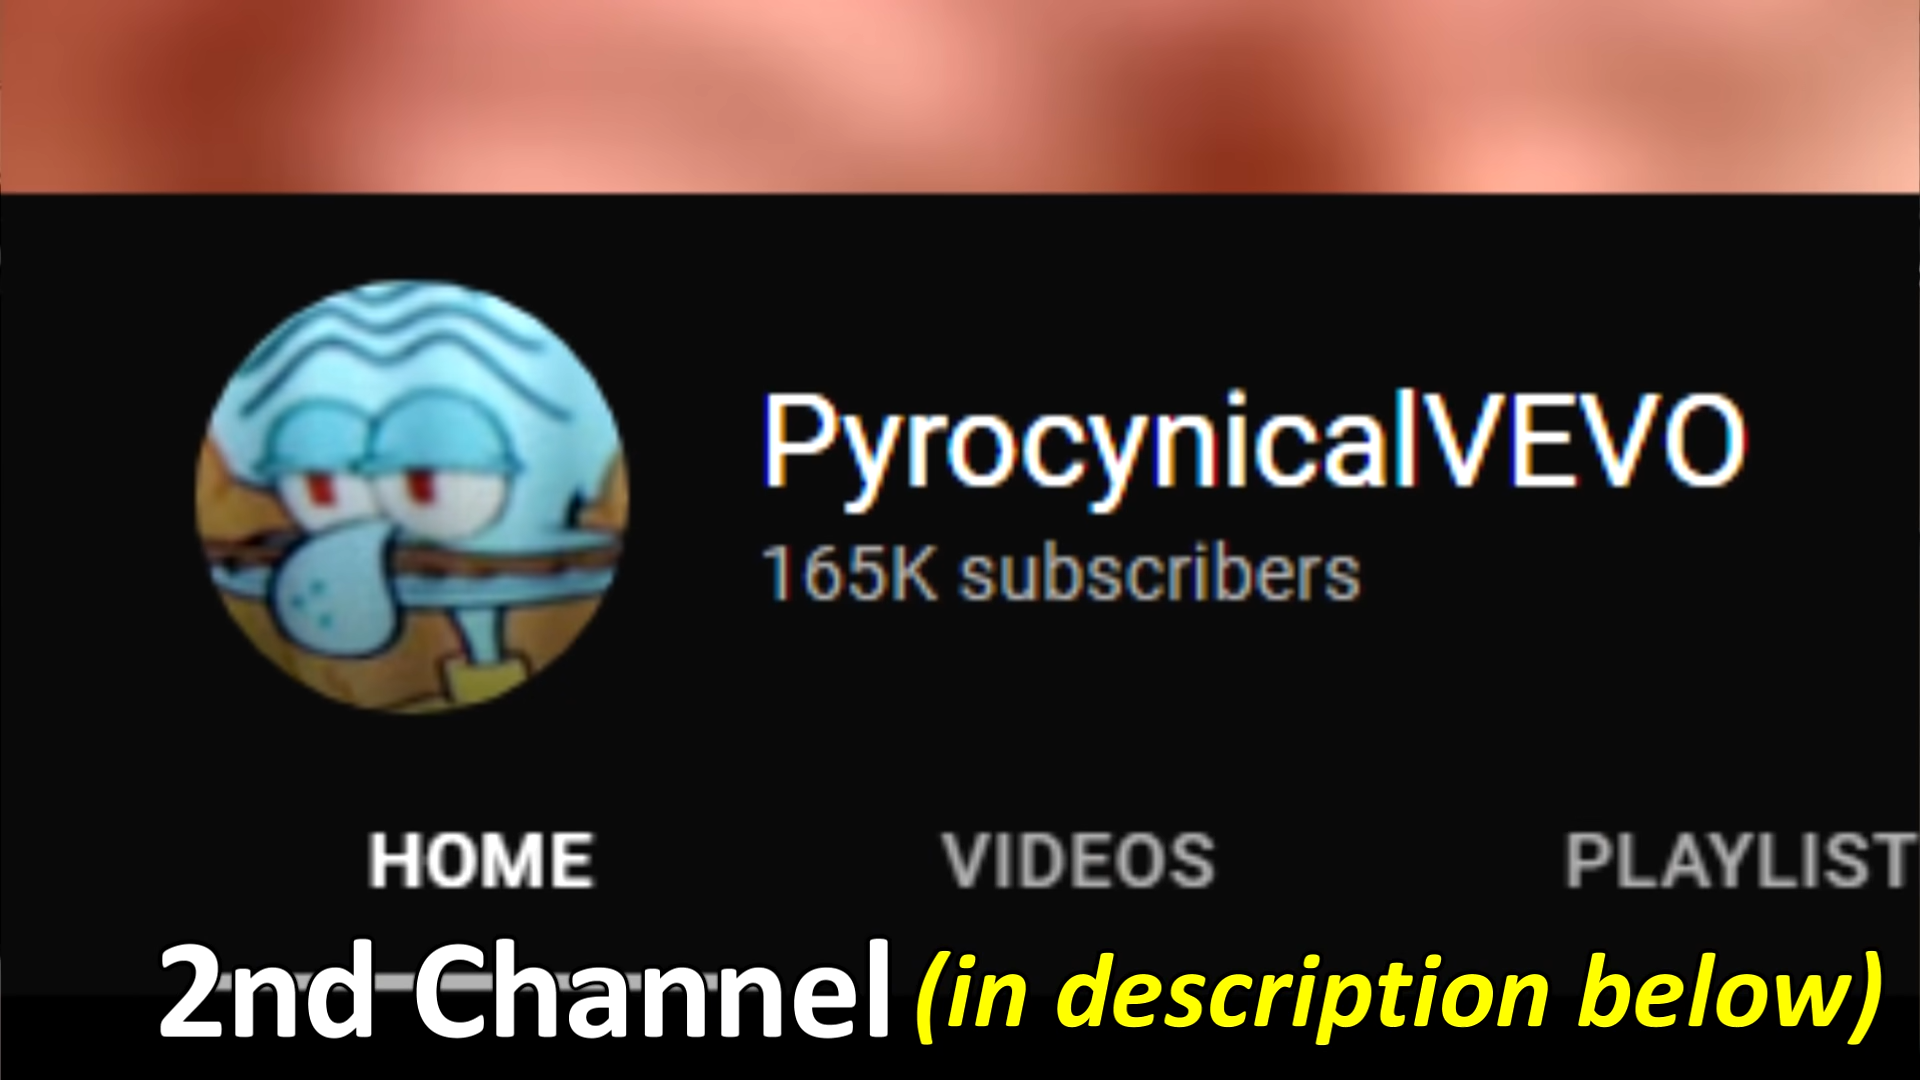 PyrocynicalVEVO
165K subscribers
HOME VIDEOS PLAYLIST
2nd Channel (in description below)